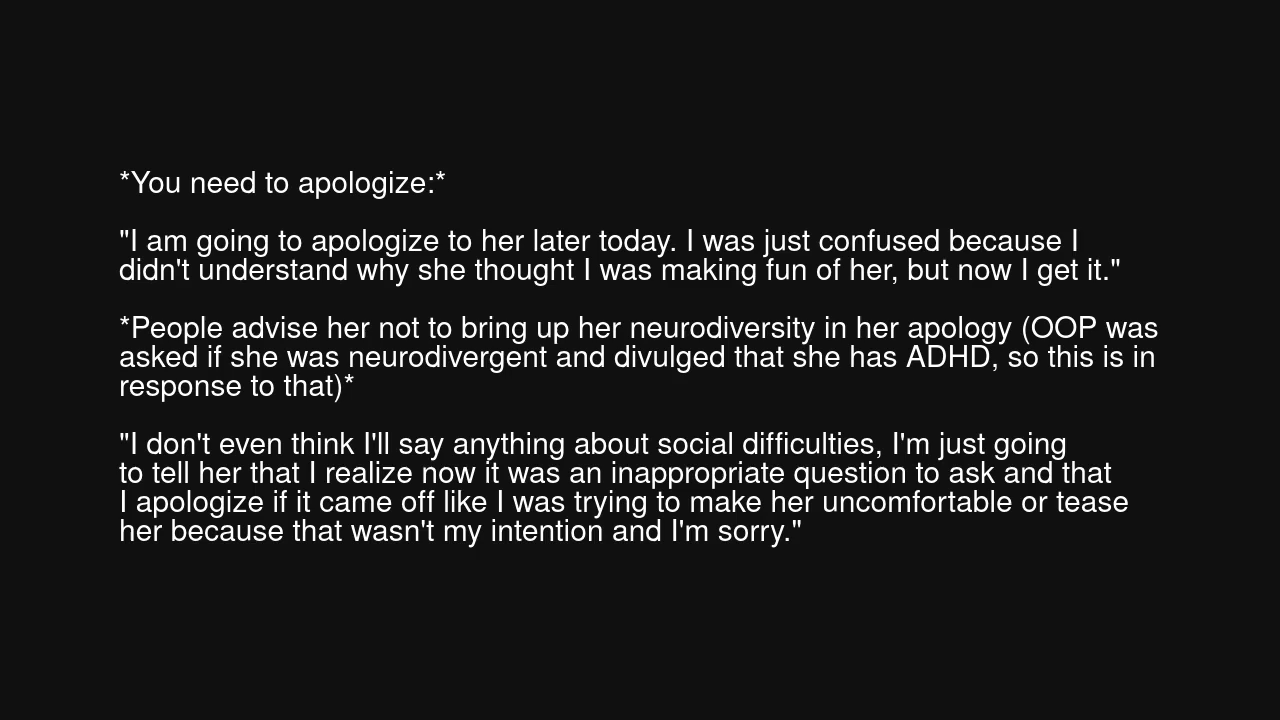 *You need to apologize:*
"I am going to apologize to her later today. I was just confused because I
didn't understand why she thought I was making fun of her, but now I get it."
*People advise her not to bring up her neurodiversity in her apology (OOP was
asked if she was neurodivergent and divulged that she has ADHD, so this is in
response to that)*
"I don't even think I'll say anything about social difficulties, I'm just going
to tell her that I realize now it was an inappropriate question to ask and that
I apologize if it came off like I was trying to make her uncomfortable or tease
her because that wasn't my intention and I'm sorry."